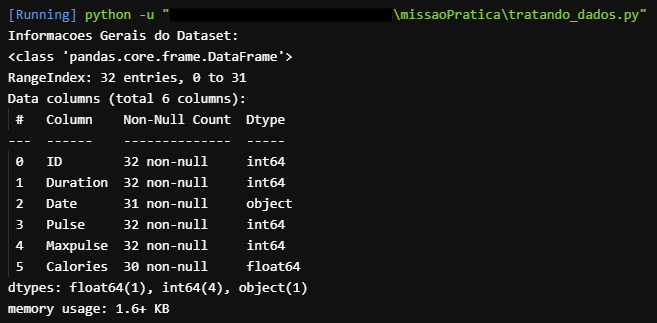 [Running] python -u "\missaoPratica\tratando_dados.py"
Informacoes Gerais do Dataset:
<class 'pandas.core.frame.DataFrame'>
RangeIndex: 32 entries, 0 to 31
Data columns (total 6 columns):
 #   Column    Non-Null Count  Dtype
---  ------    --------------  -----
 0   ID        32 non-null     int64
 1   Duration  32 non-null     int64
 2   Date      31 non-null     object
 3   Pulse     32 non-null     int64
 4   Maxpulse  32 non-null     int64
 5   Calories  30 non-null     float64
dtypes: float64(1), int64(4), object(1)
memory usage: 1.6+ KB